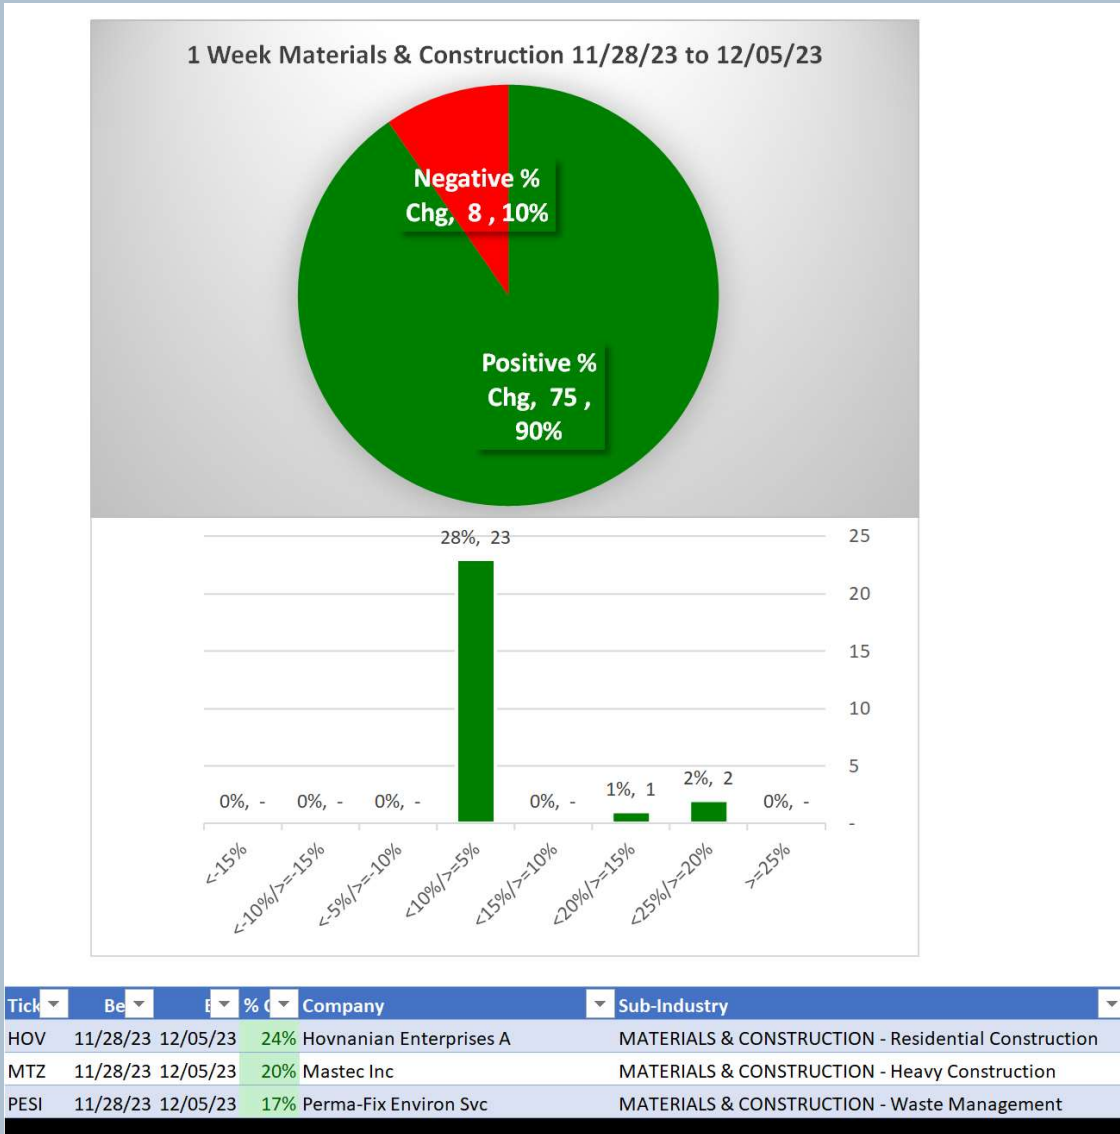 1 Week Materials & Construction 11/28/23 to 12/05/23
Negative %
Chg, 8 , 10%
Positive %
Chg, 75 ,
90%
28%, 23
25
20
15
10
5
-
0%, -
0%, -
0%, -
0%, -
1%, 1
2%, 2
0%, -
<-15%
<-10%/>=-15%
<-5%/>=-10%
<10%/>=5%
<15%/>=10%
<20%/>=15%
<25%/>=20%
>=25%
Tick Be E % C Company Sub-Industry
HOV 11/28/23 12/05/23 24% Hovnanian Enterprises A MATERIALS & CONSTRUCTION - Residential Construction
MTZ 11/28/23 12/05/23 20% Mastec Inc MATERIALS & CONSTRUCTION - Heavy Construction
PESI 11/28/23 12/05/23 17% Perma-Fix Environ Svc MATERIALS & CONSTRUCTION - Waste Management